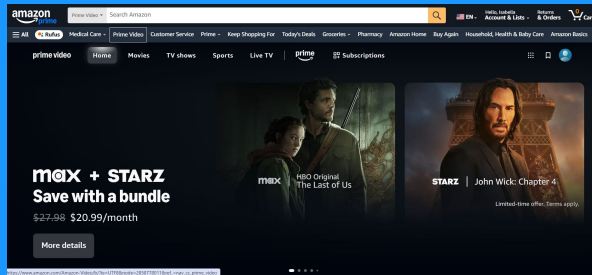 amazon
prime
Prime Video
Search Amazon
EN
Hello, Isabella
Account & Lists
Returns
& Orders
0
Car
All
Rufus
Medical Care
Prime Video
Customer Service
Prime
Keep Shopping For
Today's Deals
Groceries
Pharmacy
Amazon Home
Buy Again
Household, Health & Baby Care
Amazon Basics
prime video
Home
Movies
TV shows
Sports
Live TV
prime
Subscriptions
max + STARZ
Save with a bundle
$27.98 $20.99/month
More details
max
HBO Original
The Last of Us
STARZ
John Wick: Chapter 4
Limited-time offer. Terms apply.